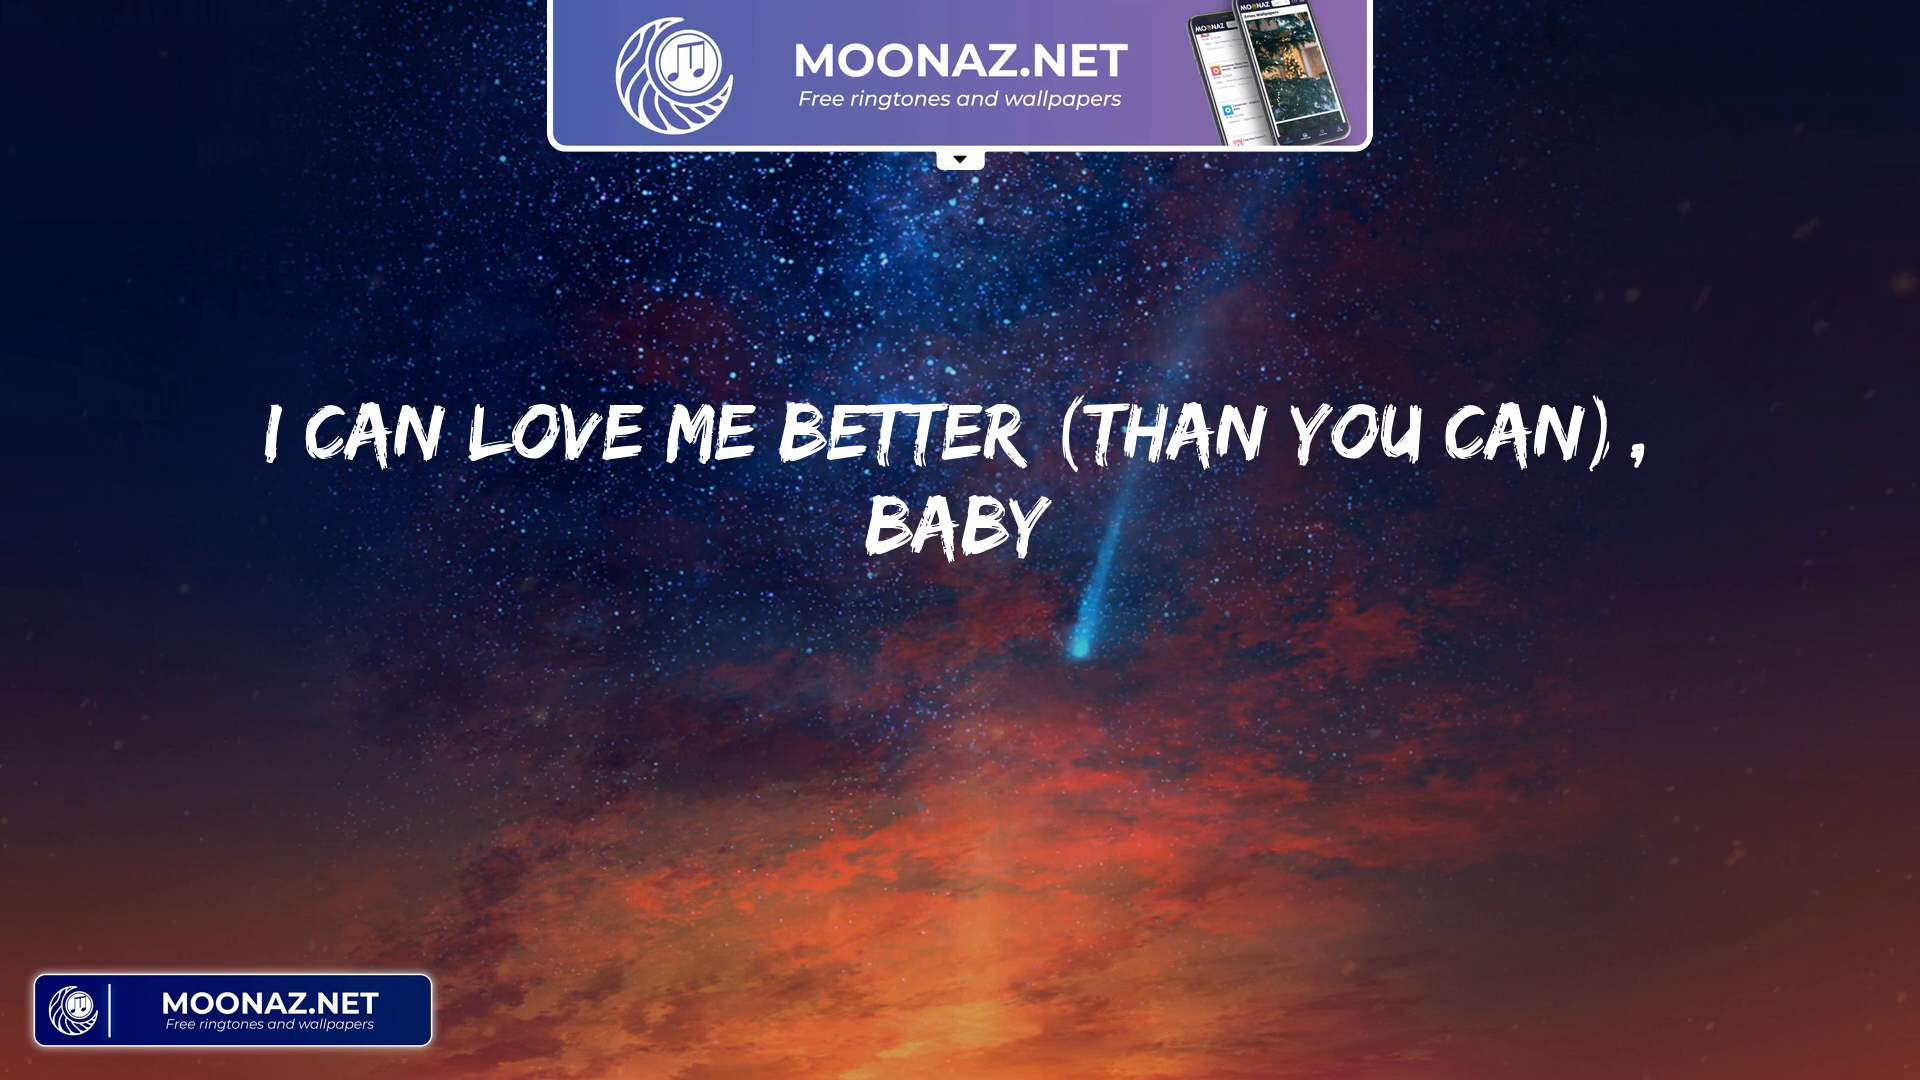 MOONAZ.NET
Free ringtones and wallpapers
I CAN LOVE ME BETTER (THAN YOU CAN) ,
BABY
MOONAZ.NET
Free ringtones and wallpapers